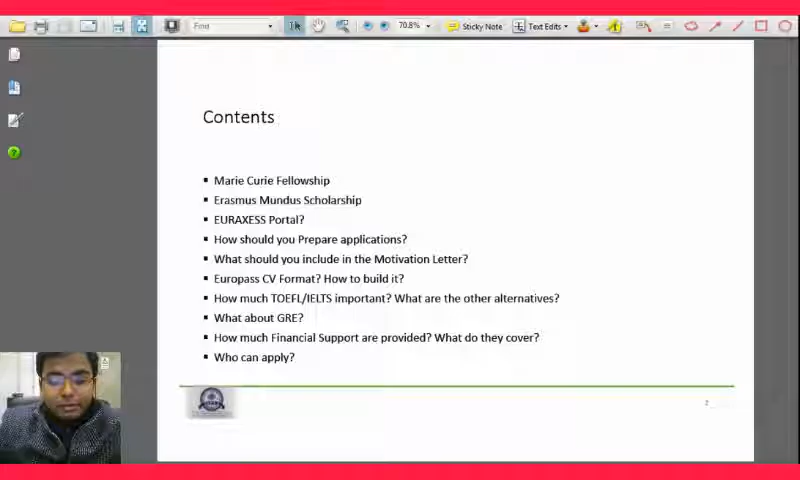 Find
70.8%
Sticky Note
Text Edits
Contents
Marie Curie Fellowship
Erasmus Mundus Scholarship
EURAXESS Portal?
How should you Prepare applications?
What should you include in the Motivation Letter?
Europass CV Format? How to build it?
How much TOEFL/IELTS important? What are the other alternatives?
What about GRE?
How much Financial Support are provided? What do they cover?
Who can apply?
2